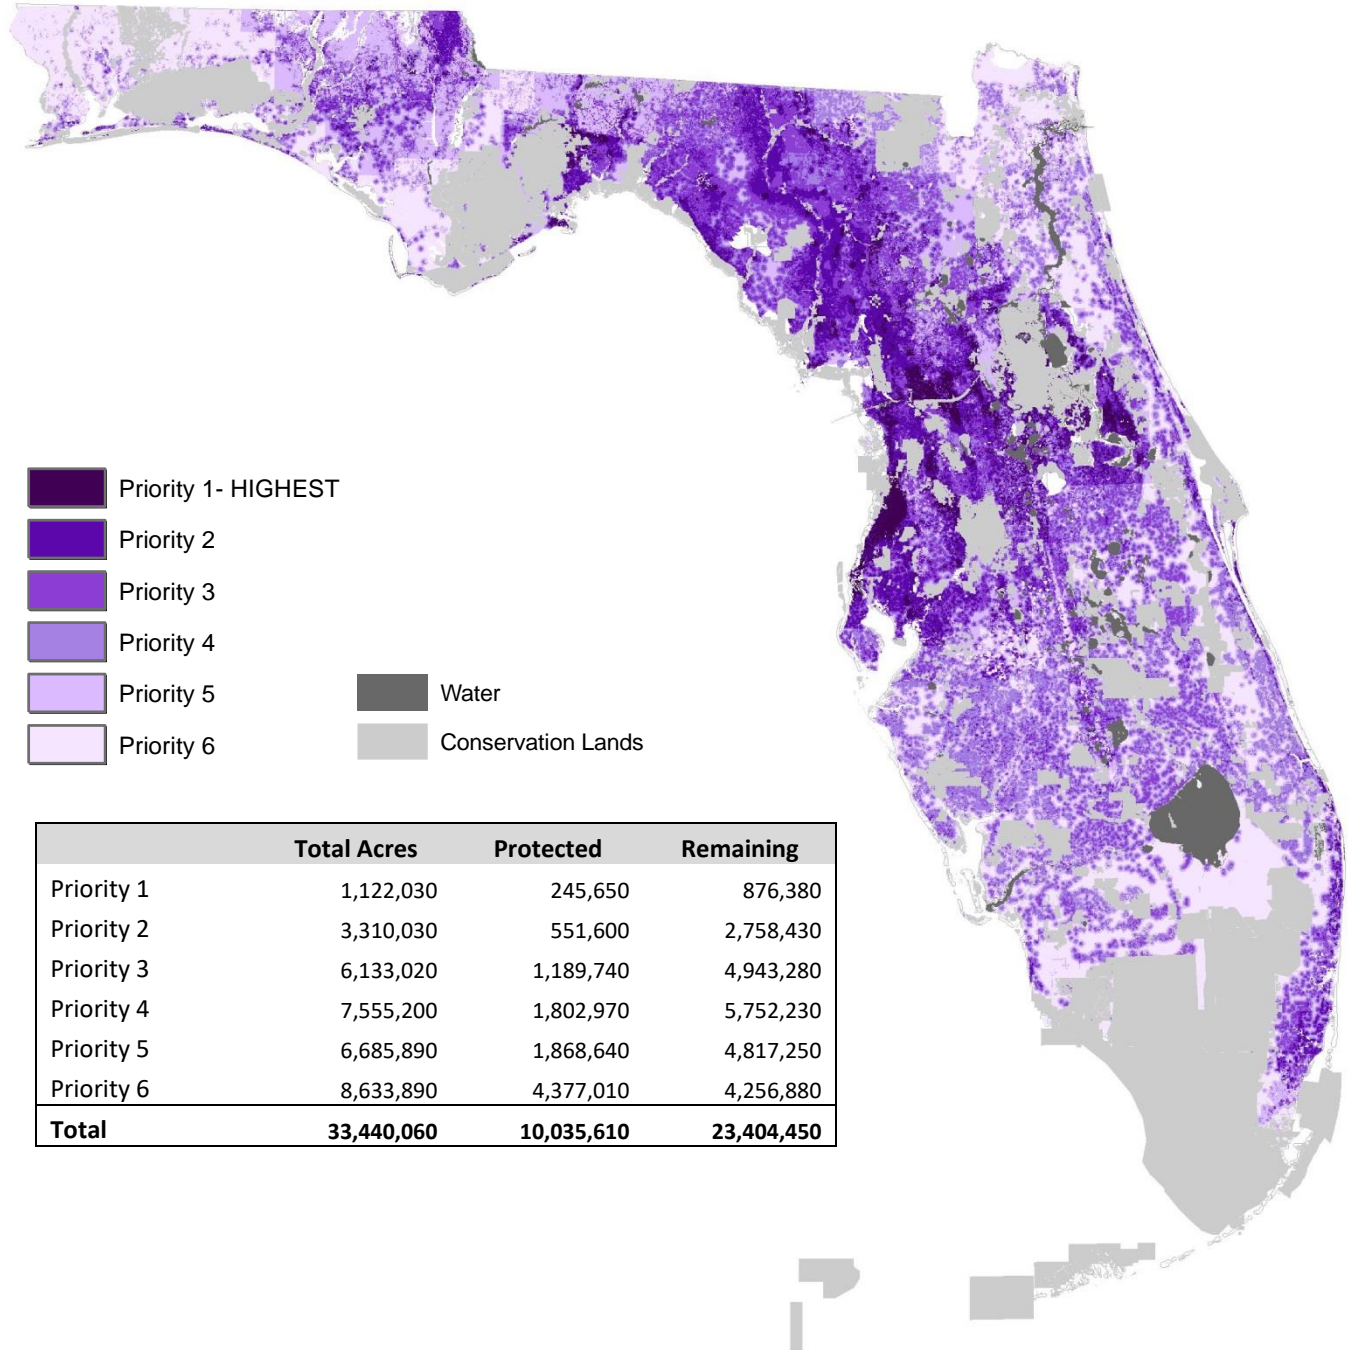 Priority 1- HIGHEST
Priority 2
Priority 3
Priority 4
Priority 5
Priority 6
Water
Conservation Lands
Total Acres Protected Remaining
Priority 1 1,122,030 245,650 876,380
Priority 2 3,310,030 551,600 2,758,430
Priority 3 6,133,020 1,189,740 4,943,280
Priority 4 7,555,200 1,802,970 5,752,230
Priority 5 6,685,890 1,868,640 4,817,250
Priority 6 8,633,890 4,377,010 4,256,880
Total 33,440,060 10,035,610 23,404,450